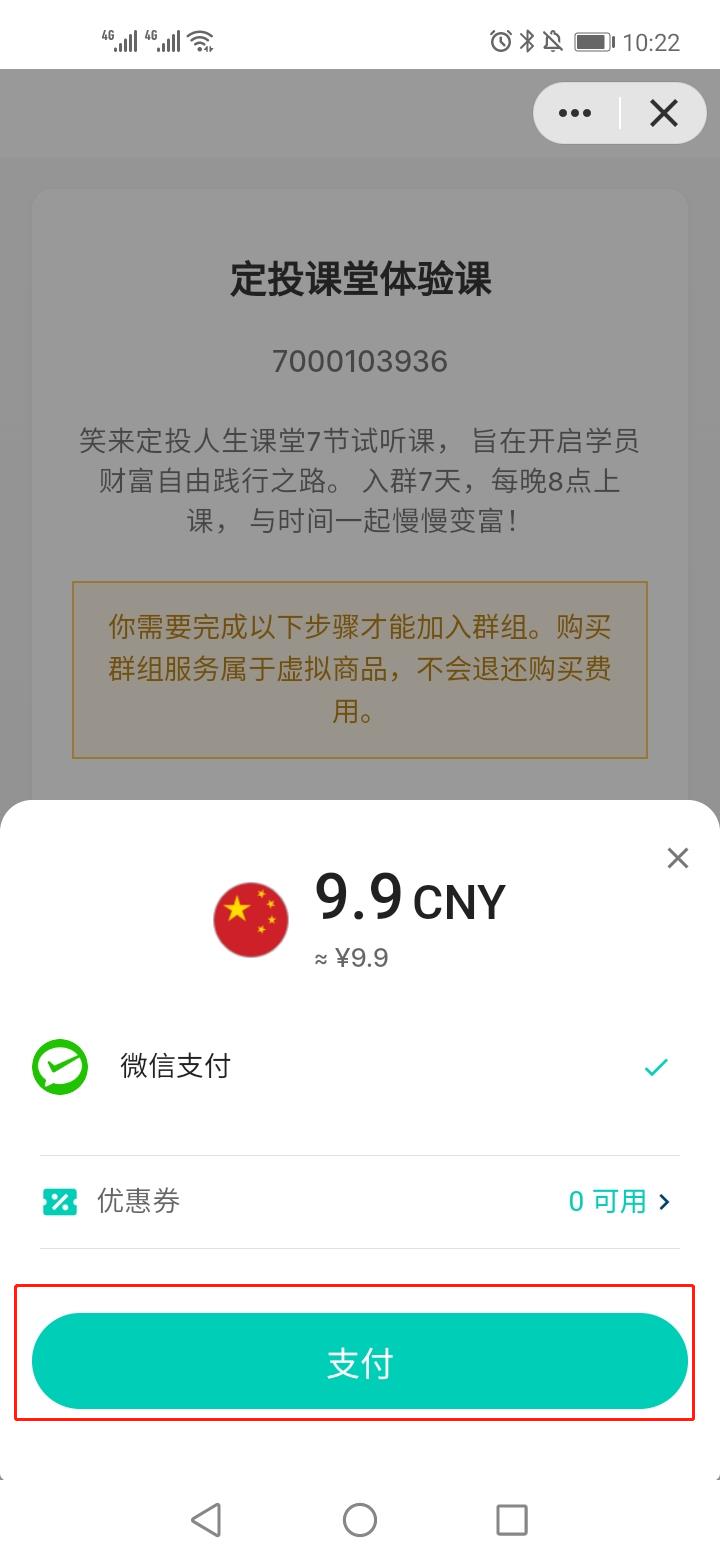 4G 4G 10:22
定投课堂体验课
7000103936
笑来定投人生课堂7节试听课， 旨在开启学员
财富自由践行之路。 入群7天，每晚8点上
课， 与时间一起慢慢变富！
你需要完成以下步骤才能加入群组。购买
群组服务属于虚拟商品，不会退还购买费
用。
9.9 CNY
≈ ¥9.9
微信支付
优惠券 0 可用
支付